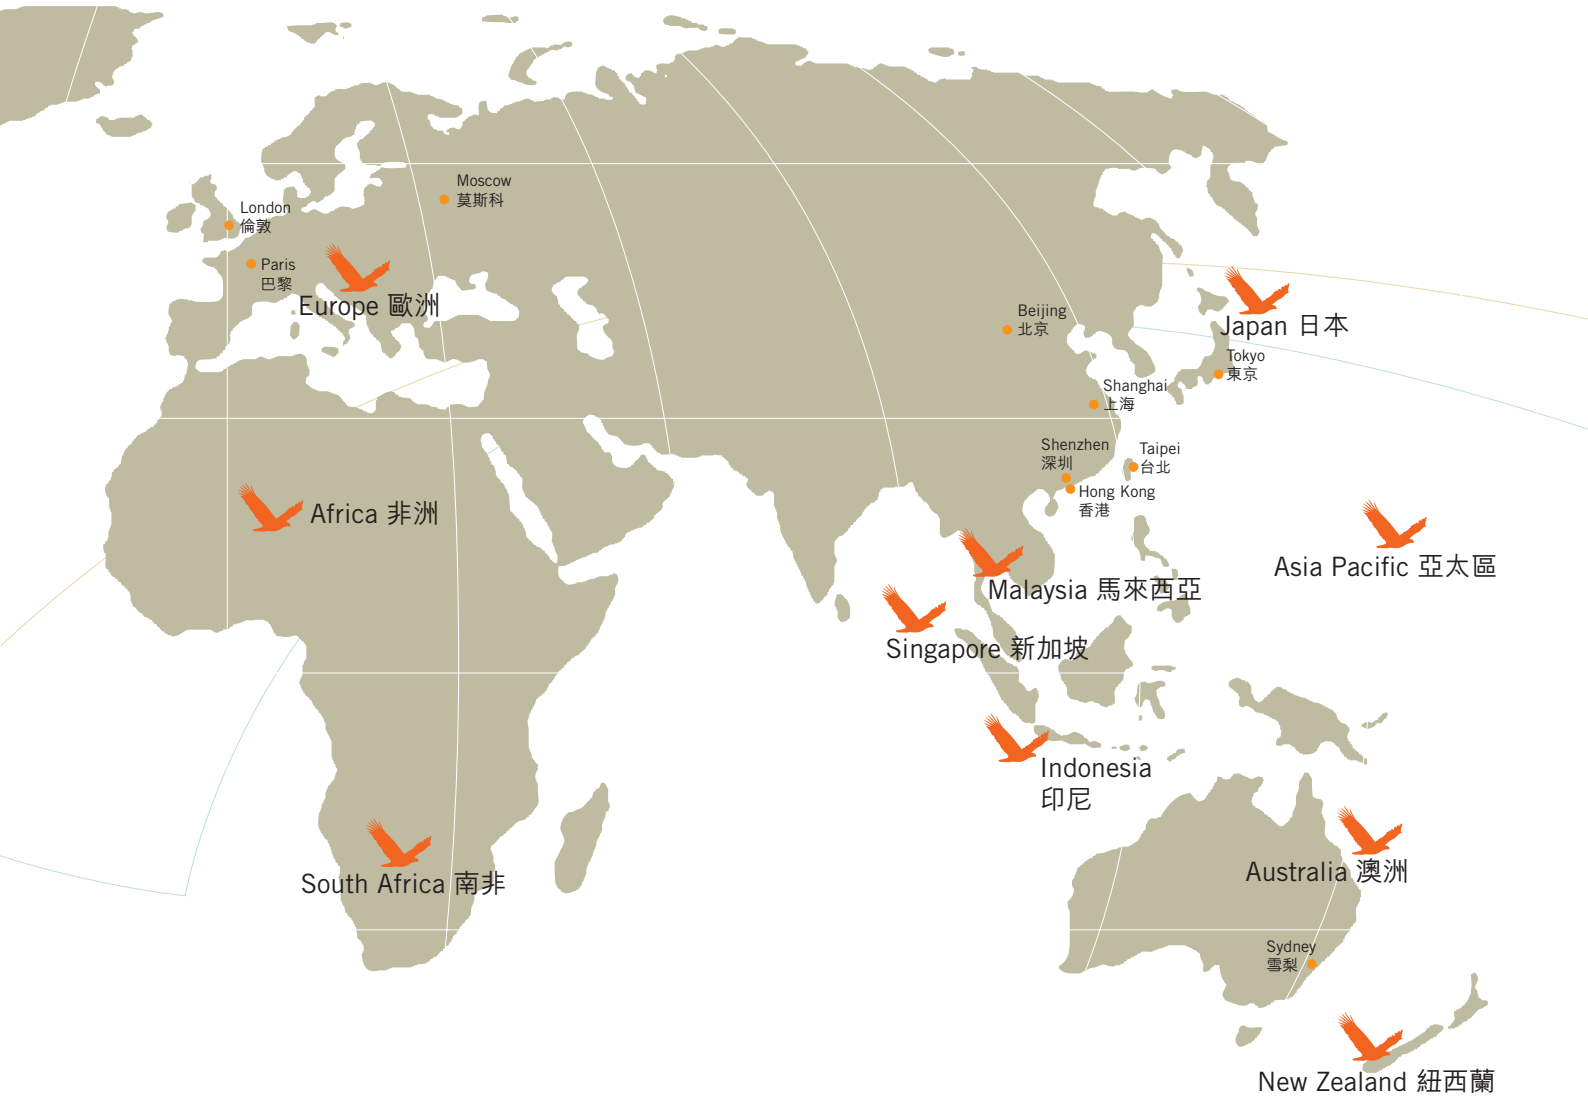 Moscow
莫斯科
London
倫敦
Paris
巴黎
Europe 歐洲
Beijing
北京
Japan 日本
Tokyo
東京
Shanghai
上海
Shenzhen
深圳
Taipei
台北
Hong Kong
香港
Africa 非洲
Asia Pacific 亞太區
Malaysia 馬來西亞
Singapore 新加坡
Indonesia
印尼
South Africa 南非
Australia 澳洲
Sydney
雪梨
New Zealand 紐西蘭